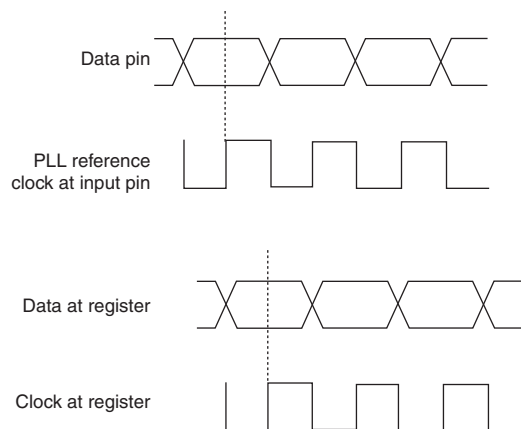 Data pin
PLL reference
clock at input pin
Data at register
Clock at register